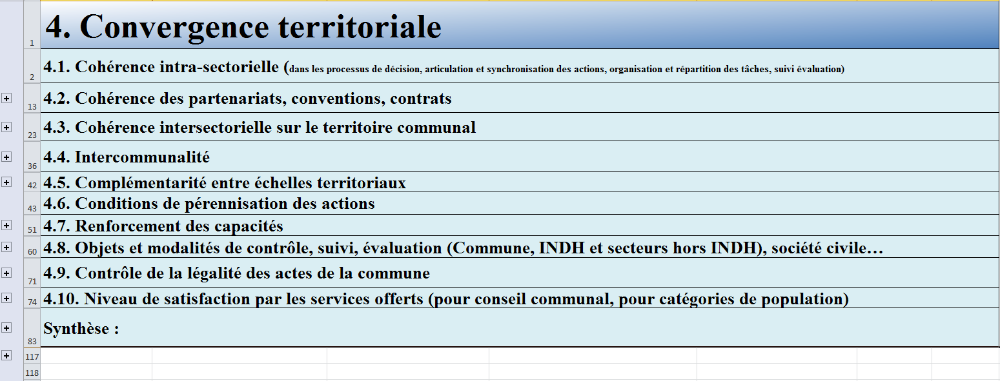 1 4. Convergence territoriale
2 4.1. Cohérence intra-sectorielle (dans les processus de décision, articulation et synchronisation des actions, organisation et répartition des tâches, suivi évaluation)
13 4.2. Cohérence des partenariats, conventions, contrats
23 4.3. Cohérence intersectorielle sur le territoire communal
36 4.4. Intercommunalité
42 4.5. Complémentarité entre échelles territoriaux
43 4.6. Conditions de pérennisation des actions
51 4.7. Renforcement des capacités
60 4.8. Objets et modalités de contrôle, suivi, évaluation (Commune, INDH et secteurs hors INDH), société civile…
71 4.9. Contrôle de la légalité des actes de la commune
74 4.10. Niveau de satisfaction par les services offerts (pour conseil communal, pour catégories de population)
83 Synthèse :
117
118